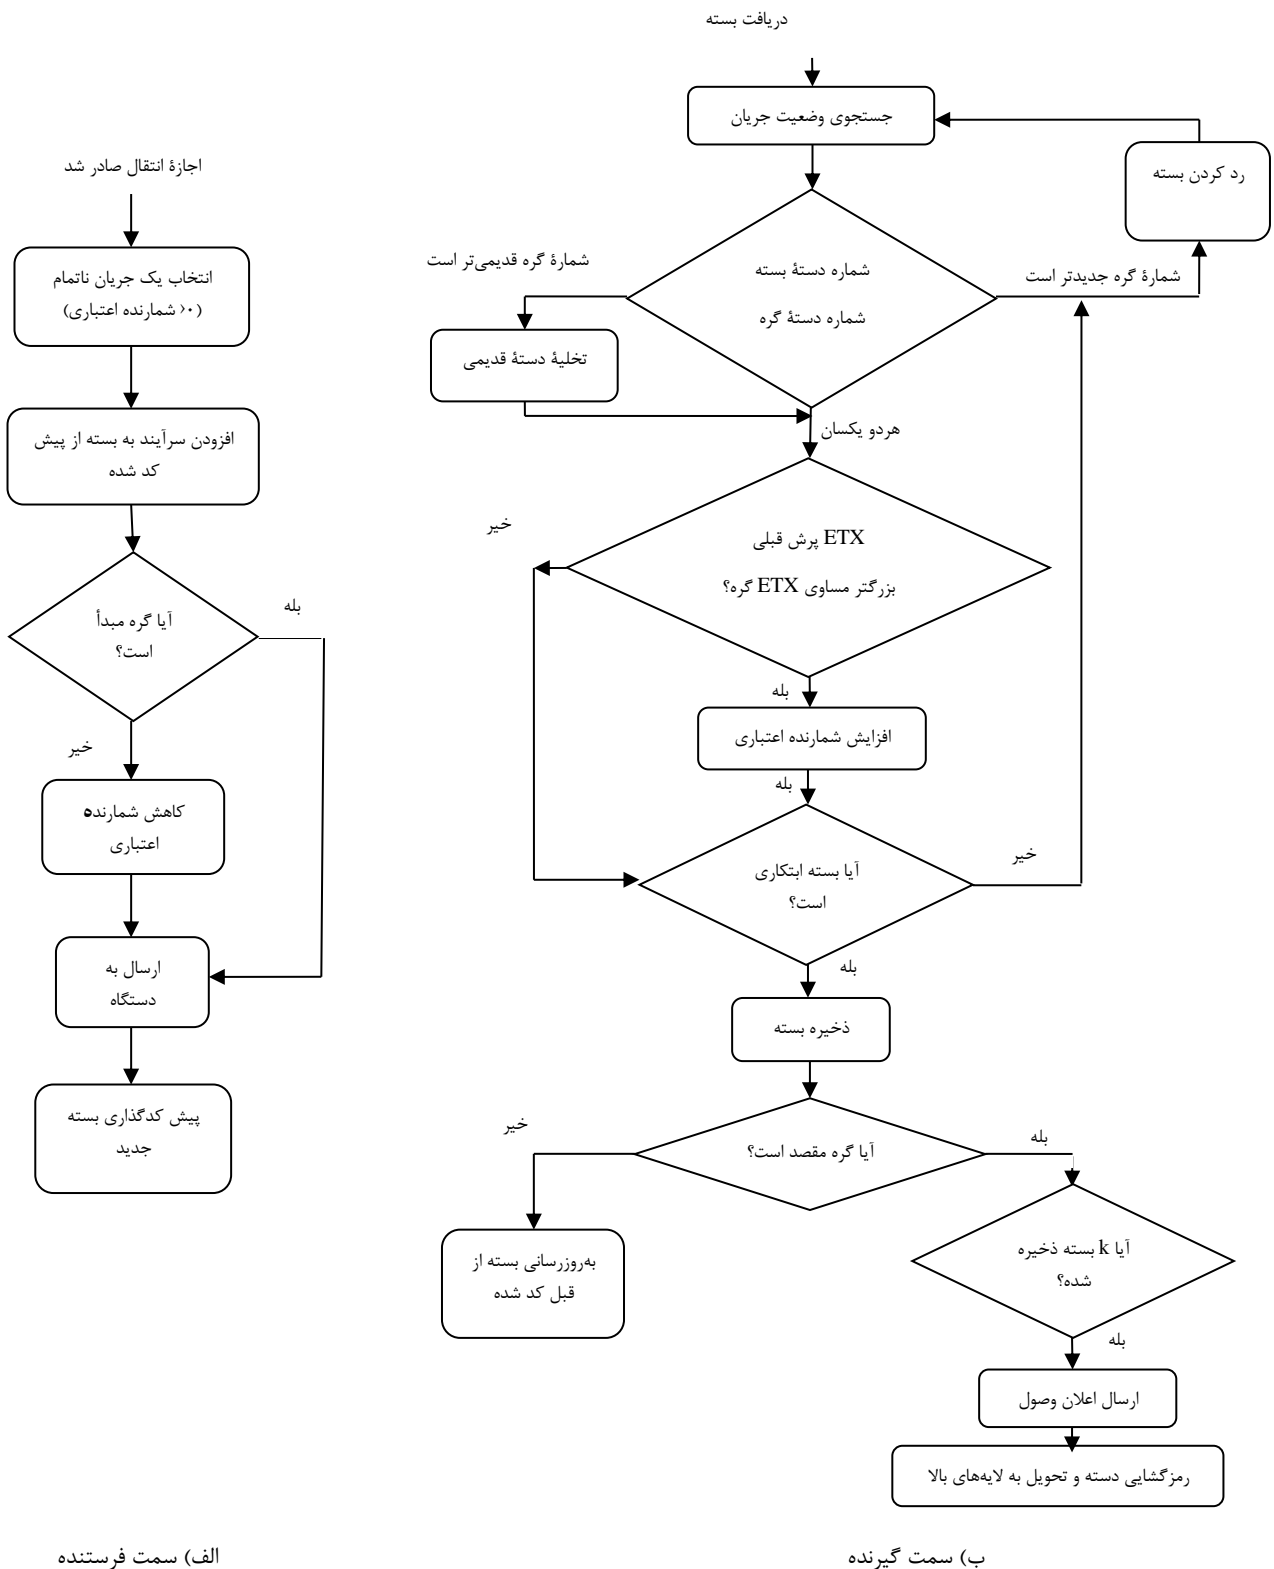 دریافت بسته
جستجوی وضعیت جریان
رد کردن بسته
شماره دستهٔ بسته
شماره دستهٔ گره
شمارهٔ گره قدیمی‌تر است
شمارهٔ گره جدیدتر است
تخلیهٔ دستهٔ قدیمی
هردو یکسان
ETX پرش قبلی
بزرگتر مساوی ETX گره؟
خیر
بله
افزایش شمارنده اعتباری
بله
آیا بسته ابتکاری
است؟
خیر
بله
ذخیره بسته
آیا گره مقصد است؟
خیر
بله
به‌روزرسانی بسته از
قبل کد شده
آیا k بسته ذخیره
شده؟
بله
ارسال اعلان وصول
رمزگشایی دسته و تحویل به لایه‌های بالا
ب) سمت گیرنده
اجازهٔ انتقال صادر شد
انتخاب یک جریان ناتمام
(۰< شمارنده اعتباری)
افزودن سرآیند به بسته از پیش
کد شده
آیا گره مبدأ
است؟
بله
خیر
کاهش شمارنده
اعتباری
ارسال به
دستگاه
پیش کدگذاری بسته
جدید
الف) سمت فرستنده